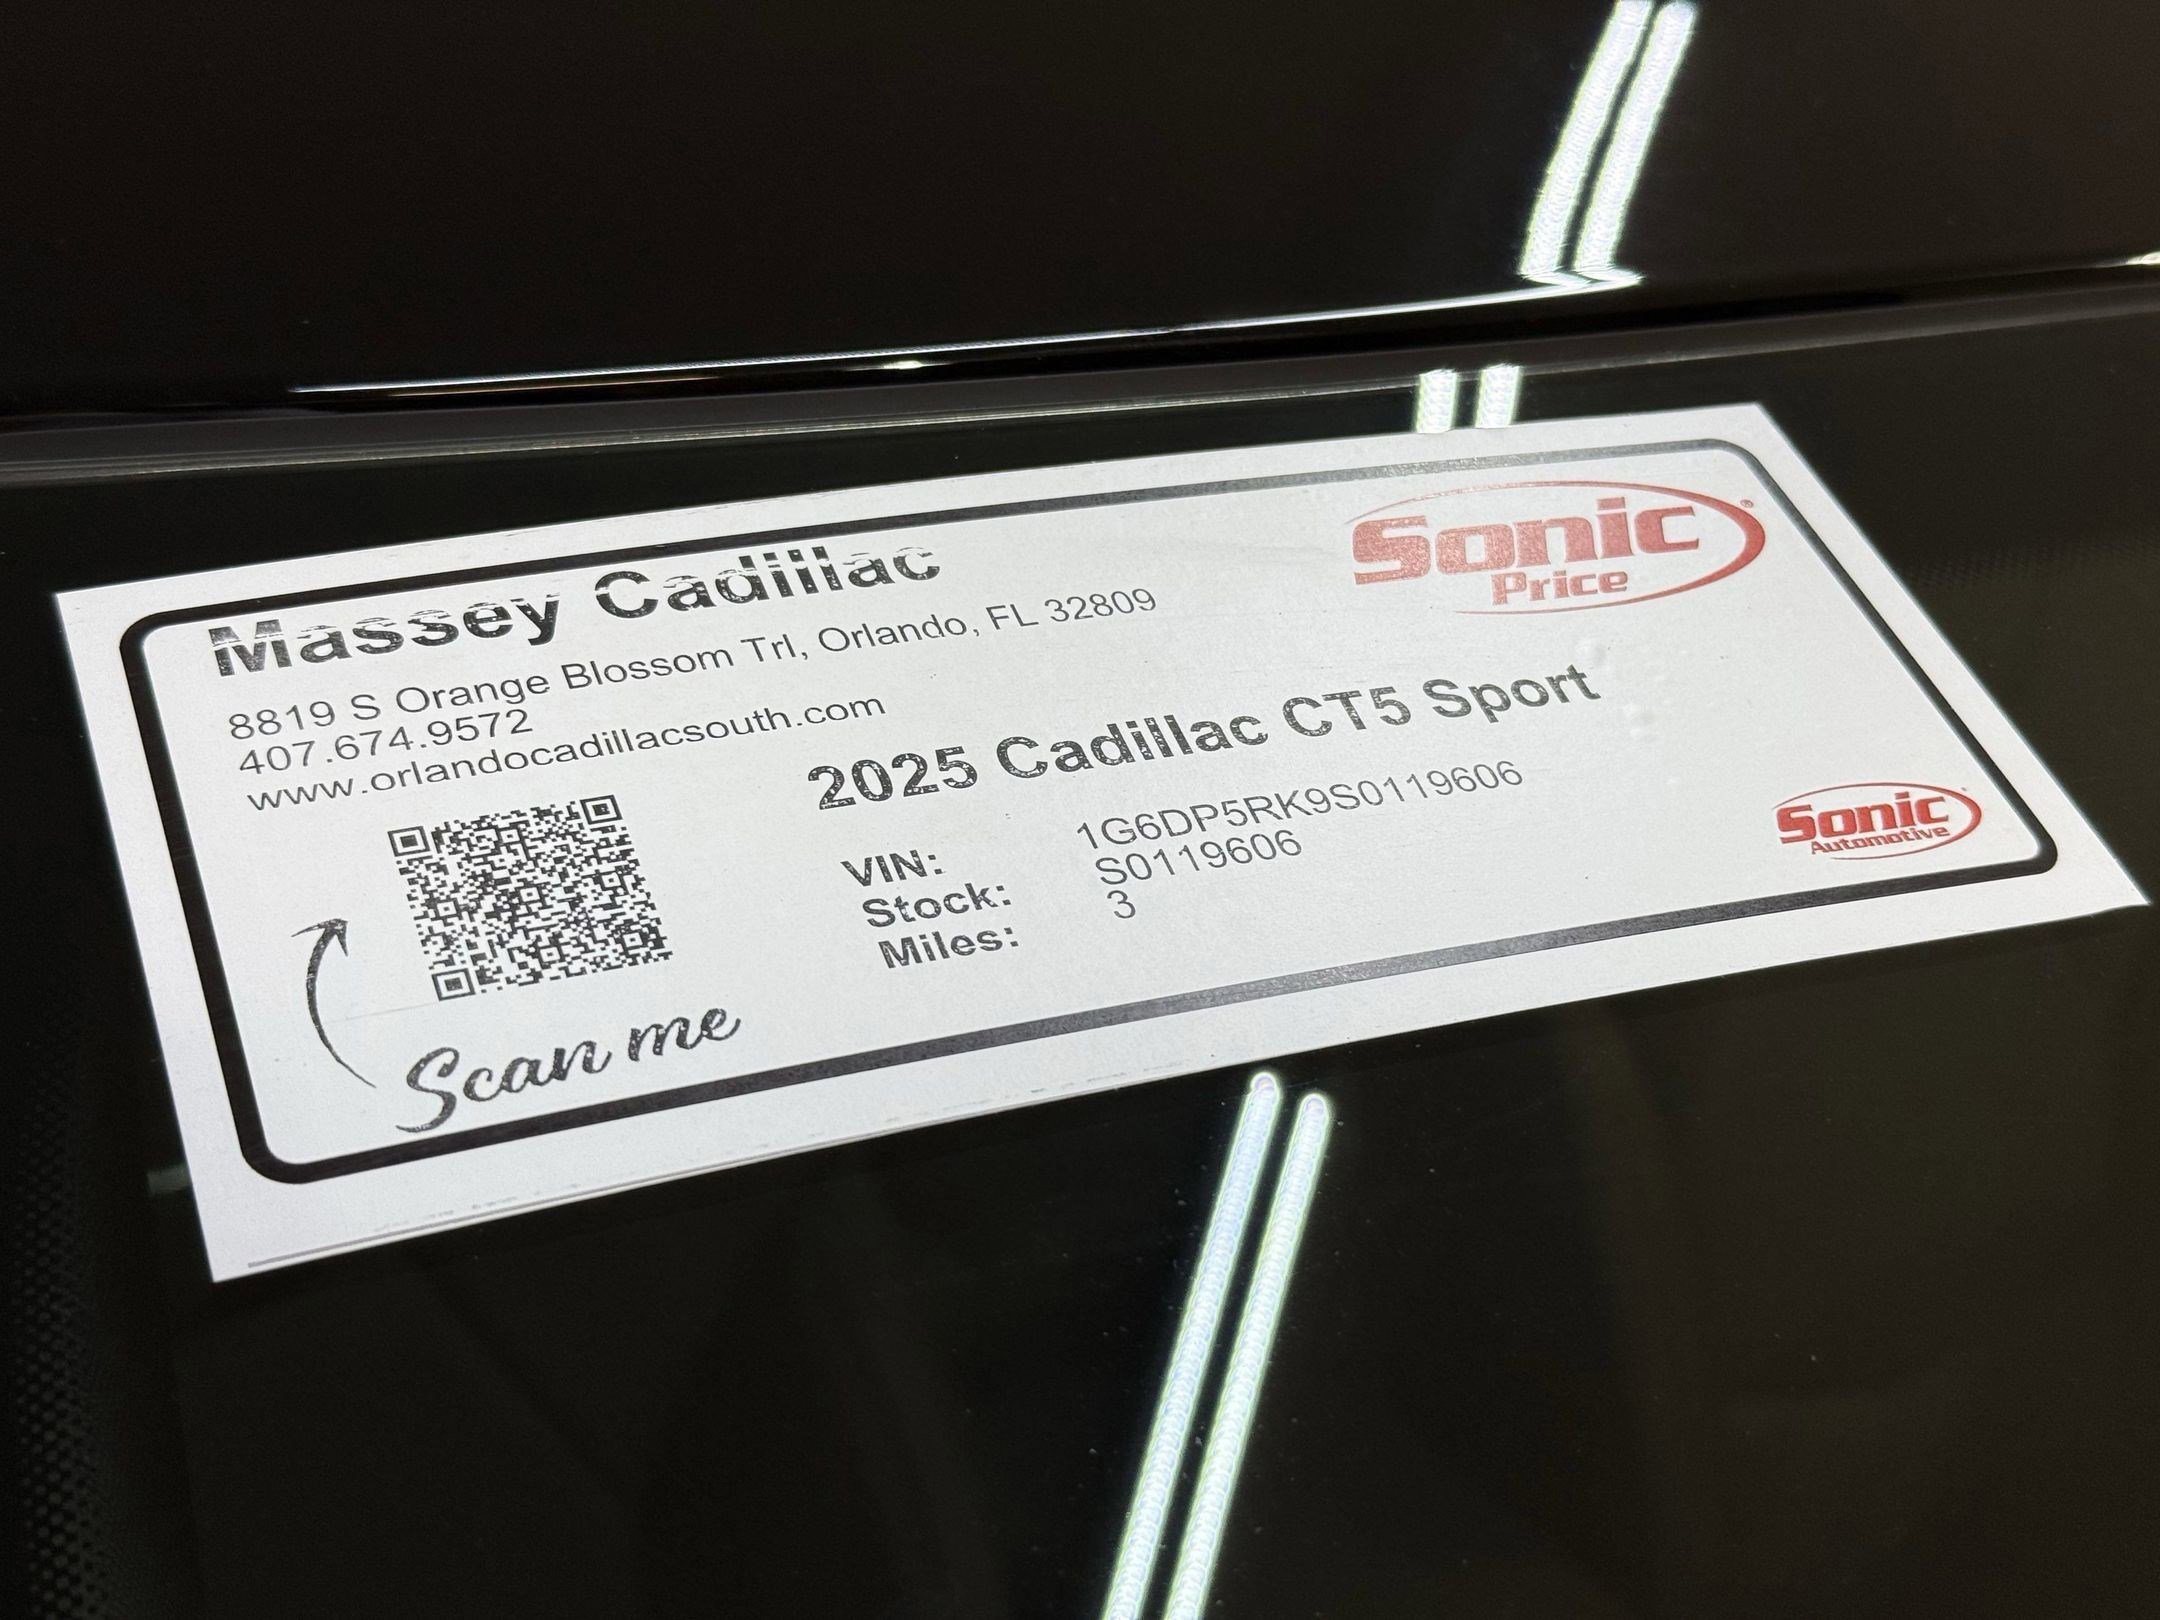 Massey Cadillac
8819 S Orange Blossom Trl, Orlando, FL 32809
407.674.9572
www.orlandocadillacsouth.com
Sonic®
Price
2025 Cadillac CT5 Sport
VIN: 1G6DP5RK9S0119606
Stock: S0119606
Miles: 3
Scan me
Sonic®
Automotive